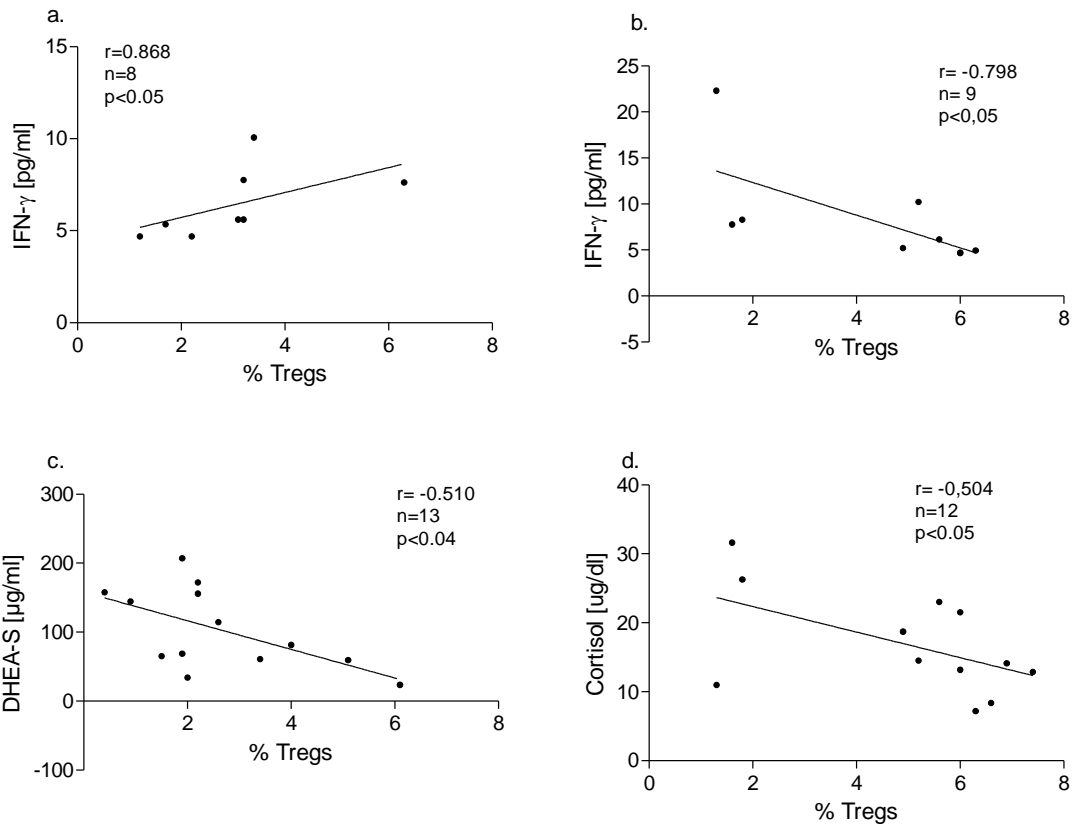 a.
r=0.868
n=8
p<0.05
15
10
5
0
IFN-γ [pg/ml]
0 2 4 6 8
% Tregs
b.
r= -0.798
n= 9
p<0,05
25
20
15
10
5
0
-5
IFN-γ [pg/ml]
2 4 6 8
% Tregs
c.
r= -0.510
n=13
p<0.04
300
200
100
0
-100
DHEA-S [µg/ml]
2 4 6 8
% Tregs
d.
r= -0,504
n=12
p<0.05
40
30
20
10
0
Cortisol [ug/dl]
0 2 4 6 8
% Tregs